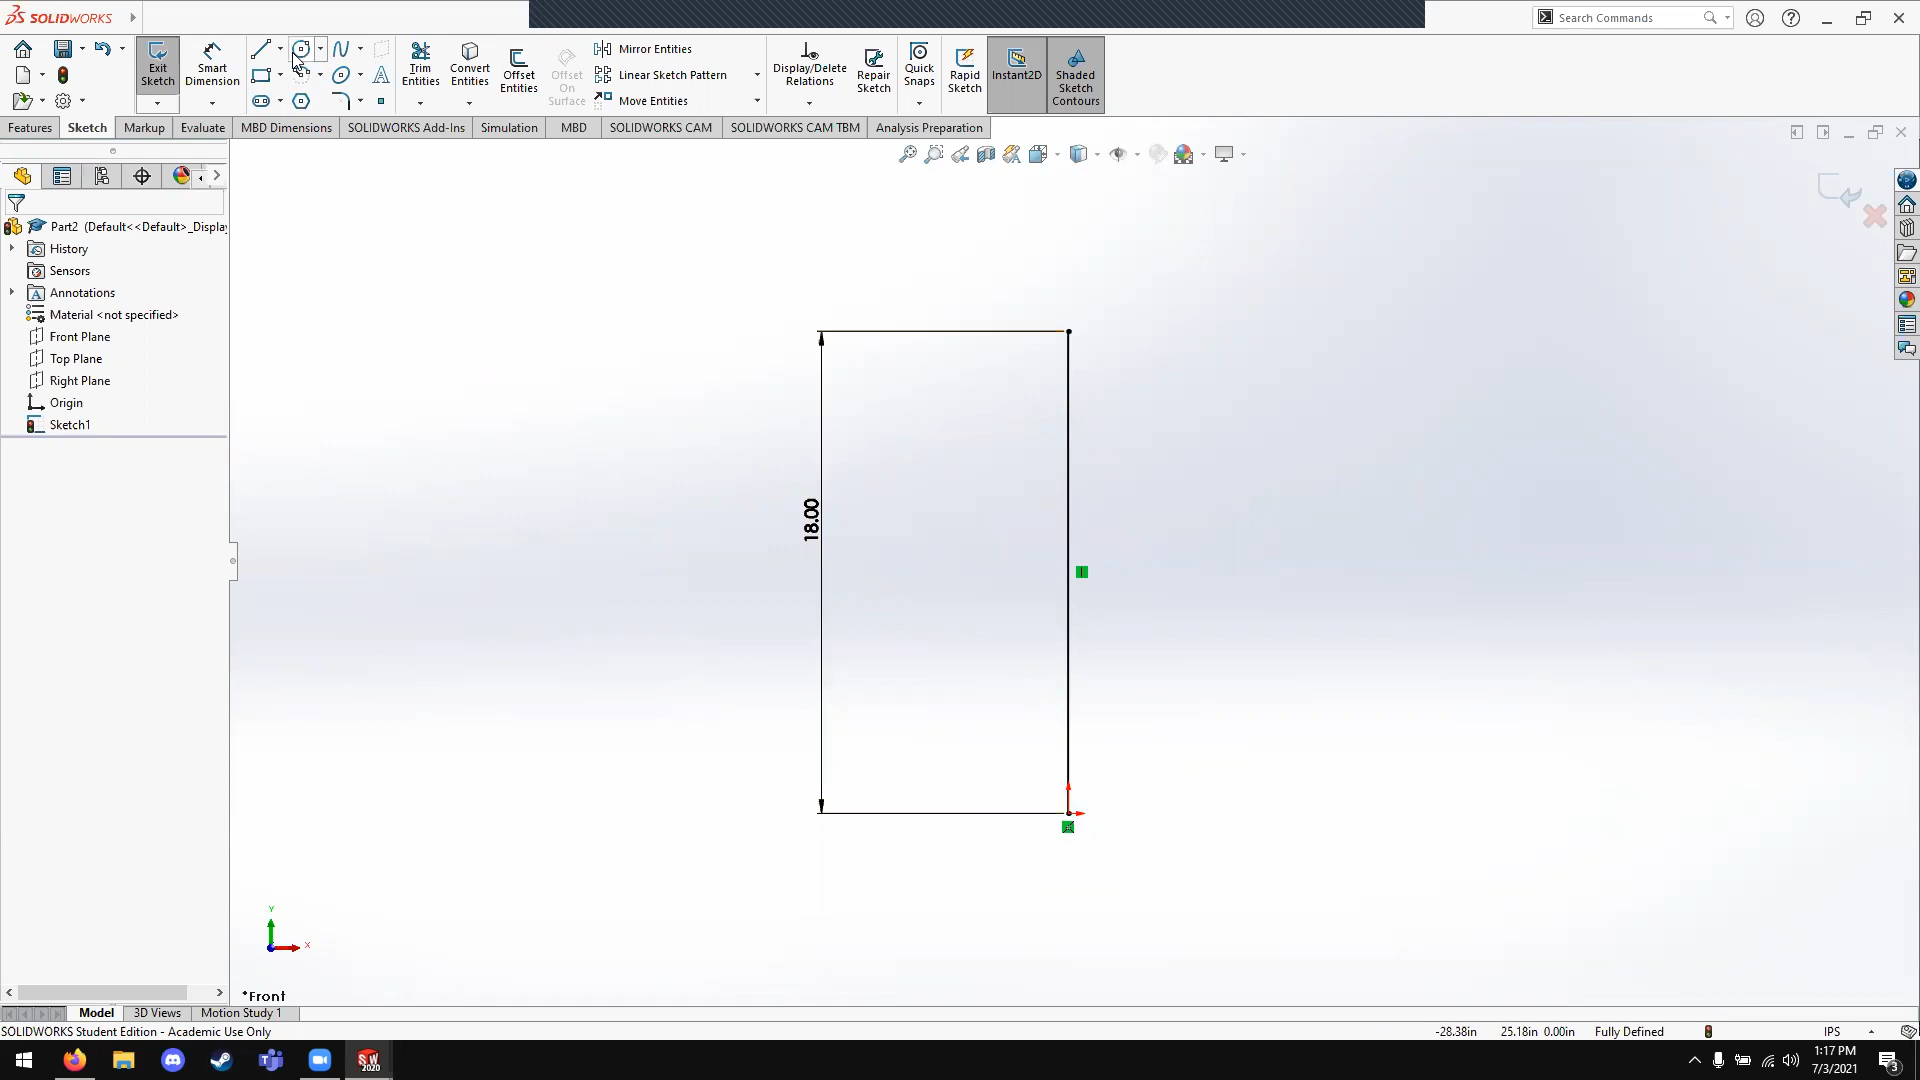 SOLIDWORKS
Search Commands
Exit Sketch
Smart Dimension
Trim Entities
Convert Entities
Offset Entities
Offset On Surface
Mirror Entities
Linear Sketch Pattern
Move Entities
Display/Delete Relations
Repair Sketch
Quick Snaps
Rapid Sketch
Instant2D
Shaded Sketch Contours
Features Sketch Markup Evaluate MBD Dimensions SOLIDWORKS Add-Ins Simulation MBD SOLIDWORKS CAM SOLIDWORKS CAM TBM Analysis Preparation
Part2 (Default<<Default>_Display
History
Sensors
Annotations
Material <not specified>
Front Plane
Top Plane
Right Plane
Origin
Sketch1
18.00
Y
X
*Front
Model 3D Views Motion Study 1
SOLIDWORKS Student Edition - Academic Use Only
-28.38in 25.18in 0.00in Fully Defined IPS
SW 2020
1:17 PM
7/3/2021
3